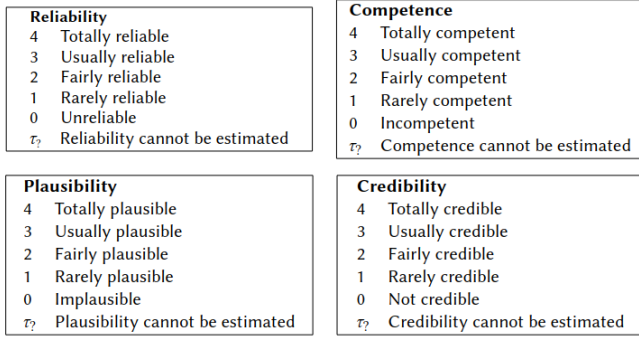 Reliability
4 Totally reliable
3 Usually reliable
2 Fairly reliable
1 Rarely reliable
0 Unreliable
τ? Reliability cannot be estimated
Competence
4 Totally competent
3 Usually competent
2 Fairly competent
1 Rarely competent
0 Incompetent
τ? Competence cannot be estimated
Plausibility
4 Totally plausible
3 Usually plausible
2 Fairly plausible
1 Rarely plausible
0 Implausible
τ? Plausibility cannot be estimated
Credibility
4 Totally credible
3 Usually credible
2 Fairly credible
1 Rarely credible
0 Not credible
τ? Credibility cannot be estimated